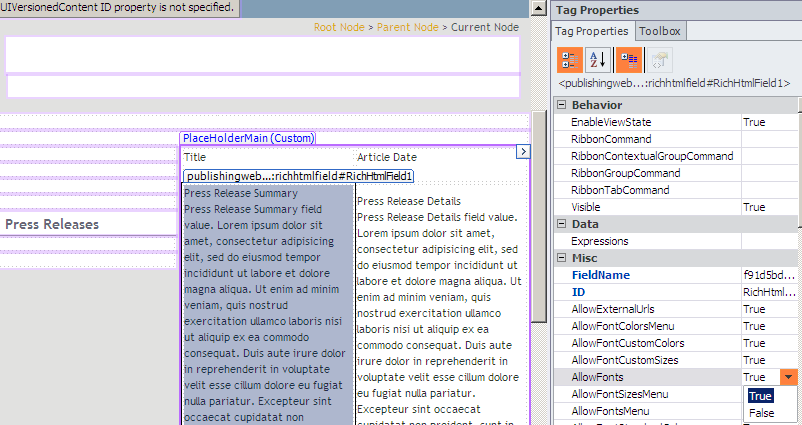 UIVersionedContent ID property is not specified.
Root Node > Parent Node > Current Node
PlaceHolderMain (Custom)
Title
Article Date
publishingweb...:richhtmlfield#RichHtmlField1
Press Releases
Press Release Summary
Press Release Summary field
value. Lorem ipsum dolor sit
amet, consectetur adipisicing
elit, sed do eiusmod tempor
incididunt ut labore et dolore
magna aliqua. Ut enim ad minim
veniam, quis nostrud
exercitation ullamco laboris nisi
ut aliquip ex ea commodo
consequat. Duis aute irure dolor
in reprehenderit in voluptate
velit esse cillum dolore eu fugiat
nulla pariatur. Excepteur sint
occaecat cupidatat non
Press Release Details
Press Release Details field value.
Lorem ipsum dolor sit amet,
consectetur adipisicing elit, sed
do eiusmod tempor incididunt ut
labore et dolore magna aliqua. Ut
enim ad minim veniam, quis
nostrud exercitation ullamco
laboris nisi ut aliquip ex ea
commodo consequat. Duis aute
irure dolor in reprehenderit in
voluptate velit esse cillum dolore
eu fugiat nulla pariatur.
Excepteur sint occaecat
cupidatat non proident, sunt in
Tag Properties
Tag Properties
Toolbox
<publishingweb...:richhtmlfield#RichHtmlField1>
Behavior
EnableViewState True
RibbonCommand
RibbonContextualGroupCommand
RibbonGroupCommand
RibbonTabCommand
Visible True
Data
Expressions
Misc
FieldName f91d5bd...
ID RichHtml...
AllowExternalUrls True
AllowFontColorsMenu True
AllowFontCustomColors True
AllowFontCustomSizes True
AllowFonts True
AllowFontSizesMenu True
AllowFontsMenu False